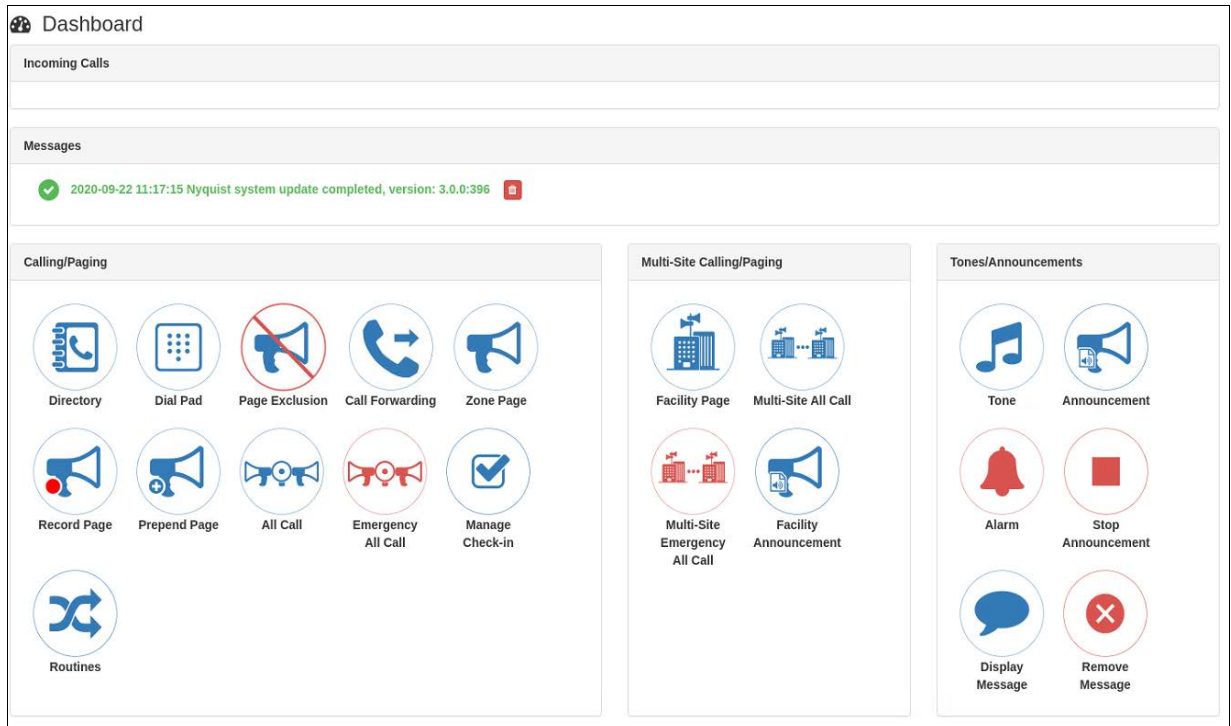 Dashboard
Incoming Calls
Messages
2020-09-22 11:17:15 Nyquist system update completed, version: 3.0.0:396
Calling/Paging
Directory
Dial Pad
Page Exclusion
Call Forwarding
Zone Page
Record Page
Prepend Page
All Call
Emergency
All Call
Manage
Check-in
Routines
Multi-Site Calling/Paging
Facility Page
Multi-Site All Call
Multi-Site
Emergency
All Call
Facility
Announcement
Tones/Announcements
Tone
Announcement
Alarm
Stop
Announcement
Display
Message
Remove
Message